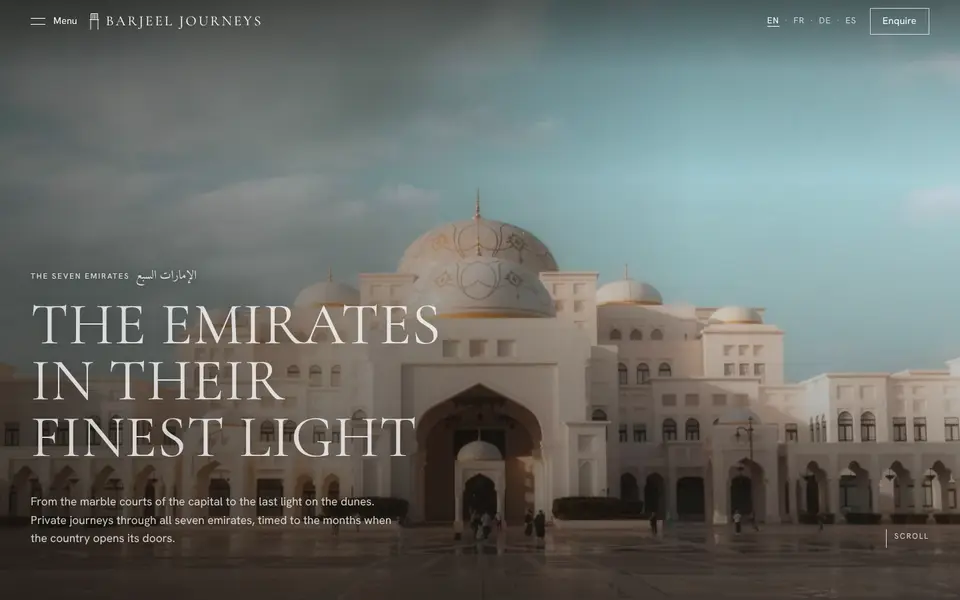 Menu
BARJEEL JOURNEYS
EN · FR · DE · ES
Enquire
THE SEVEN EMIRATES الإمارات السبع
THE EMIRATES
IN THEIR
FINEST LIGHT
From the marble courts of the capital to the last light on the dunes.
Private journeys through all seven emirates, timed to the months when
the country opens its doors.
SCROLL